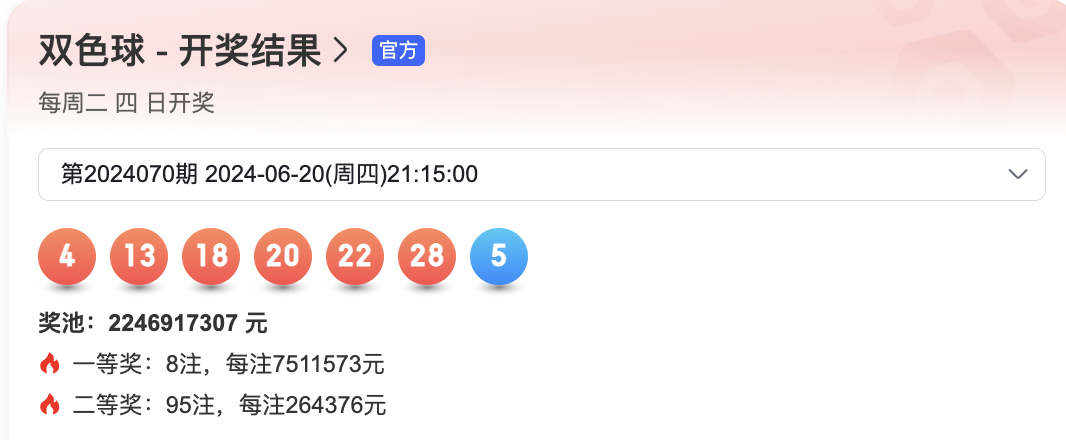 双色球 - 开奖结果 > 官方
每周二 四 日开奖
第2024070期 2024-06-20(周四)21:15:00
4 13 18 20 22 28 5
奖池：2246917307 元
一等奖：8注，每注7511573元
二等奖：95注，每注264376元